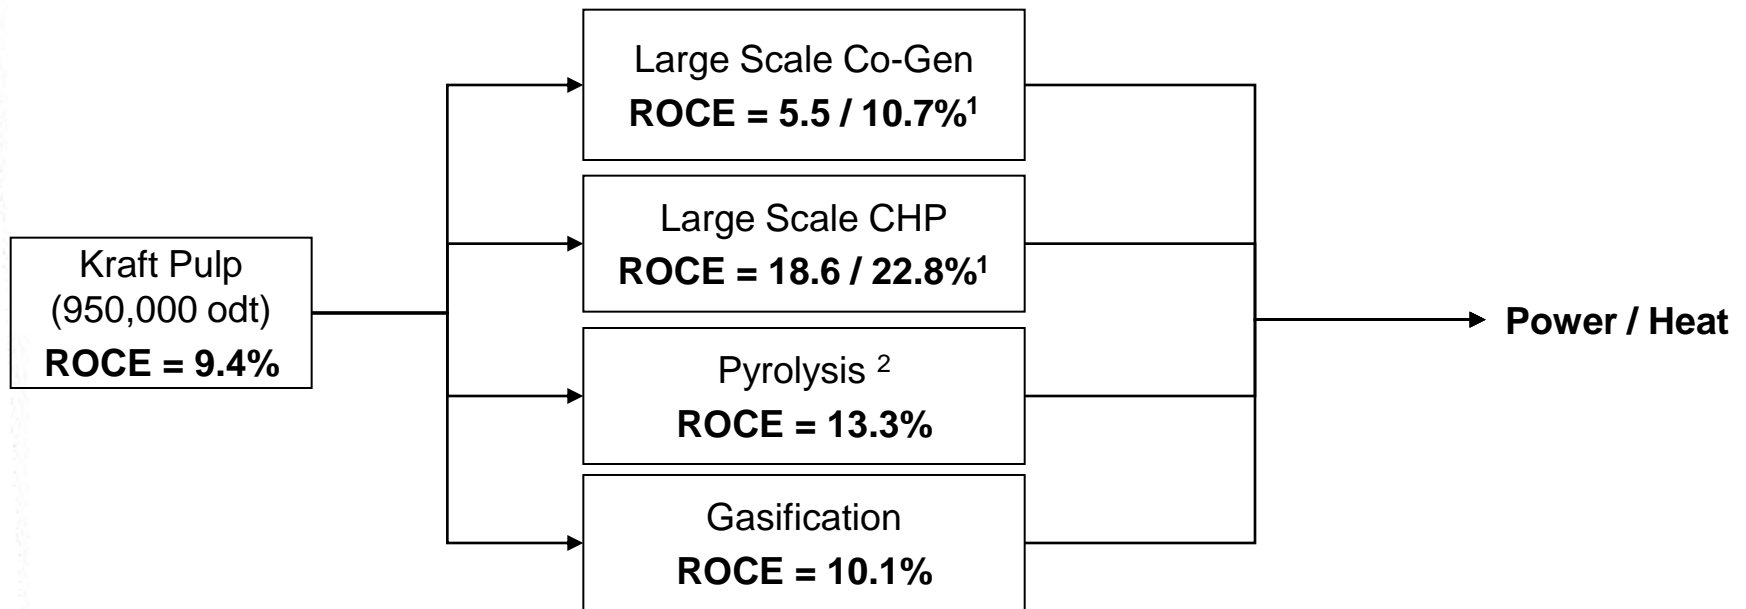 Large Scale Co-Gen
ROCE = 5.5 / 10.7%¹
Large Scale CHP
ROCE = 18.6 / 22.8%¹
Kraft Pulp
(950,000 odt)
ROCE = 9.4%
Pyrolysis ²
ROCE = 13.3%
Gasification
ROCE = 10.1%
Power / Heat